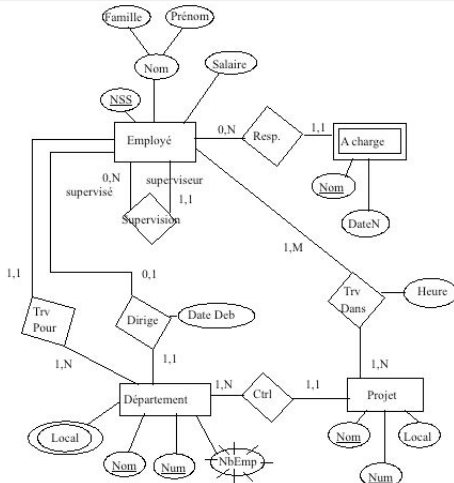 Famille
Prénom
Nom
Salaire
NSS
Employé
0,N
Resp.
1,1
A charge
0,N
supervisé
superviseur
1,1
Supervision
Nom
DateN
1,M
1,1
0,1
Trv
Pour
Dirige
Date Deb
Trv
Dans
Heure
1,N
1,1
1,N
Département
1,N
Ctrl
1,1
Projet
Local
Nom
Num
NbEmp
Nom
Local
Num